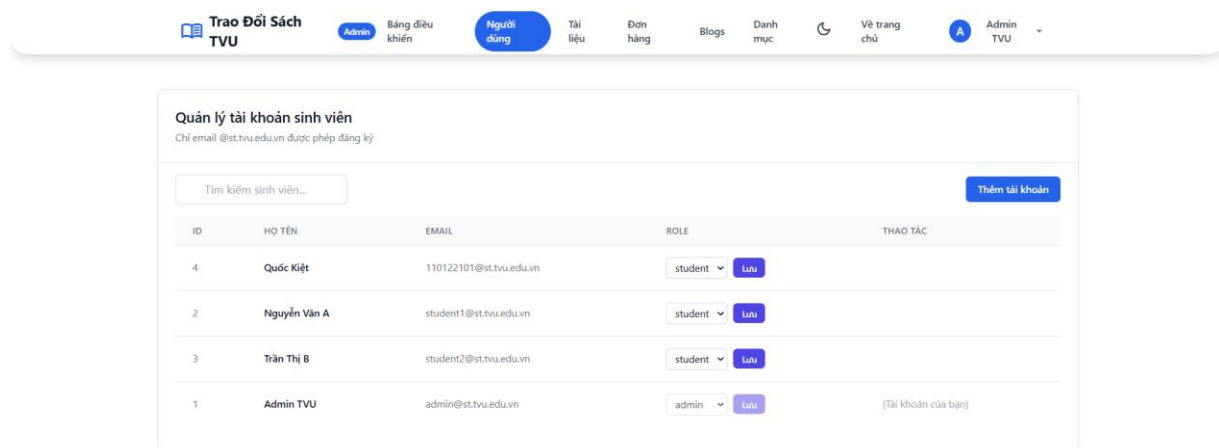 Trao Đổi Sách
TVU
Admin
Bảng điều
khiển
Người
dùng
Tài
liệu
Đơn
hàng
Blogs
Danh
mục
Về trang
chủ
A
Admin
TVU
Quản lý tài khoản sinh viên
Chỉ email @st.tvu.edu.vn được phép đăng ký
Tìm kiếm sinh viên...
Thêm tài khoản
ID HỌ TÊN EMAIL ROLE THAO TÁC
4 Quốc Kiệt 110122101@st.tvu.edu.vn student Lưu
2 Nguyễn Văn A student1@st.tvu.edu.vn student Lưu
3 Trần Thị B student2@st.tvu.edu.vn student Lưu
1 Admin TVU admin@st.tvu.edu.vn admin Lưu (Tài khoản của bạn)